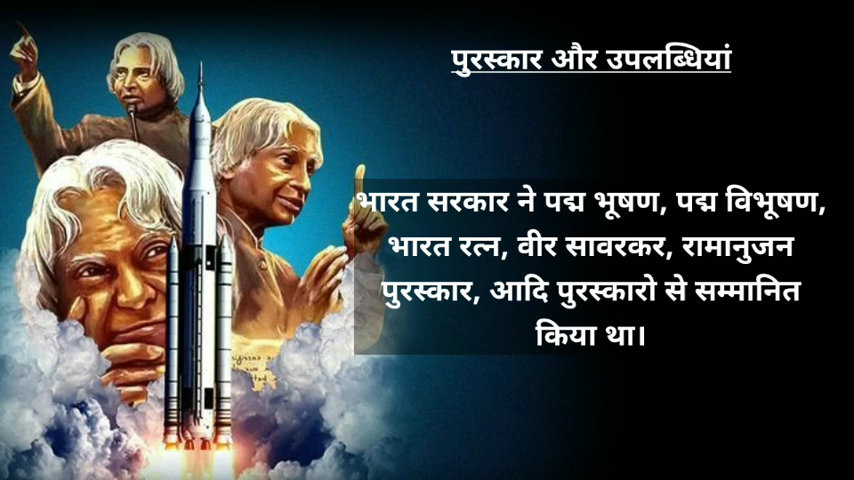 पुरस्कार और उपलब्धियां
भारत सरकार ने पद्म भूषण, पद्म विभूषण,
भारत रत्न, वीर सावरकर, रामानुजन
पुरस्कार, आदि पुरस्कारो से सम्मानित
किया था।